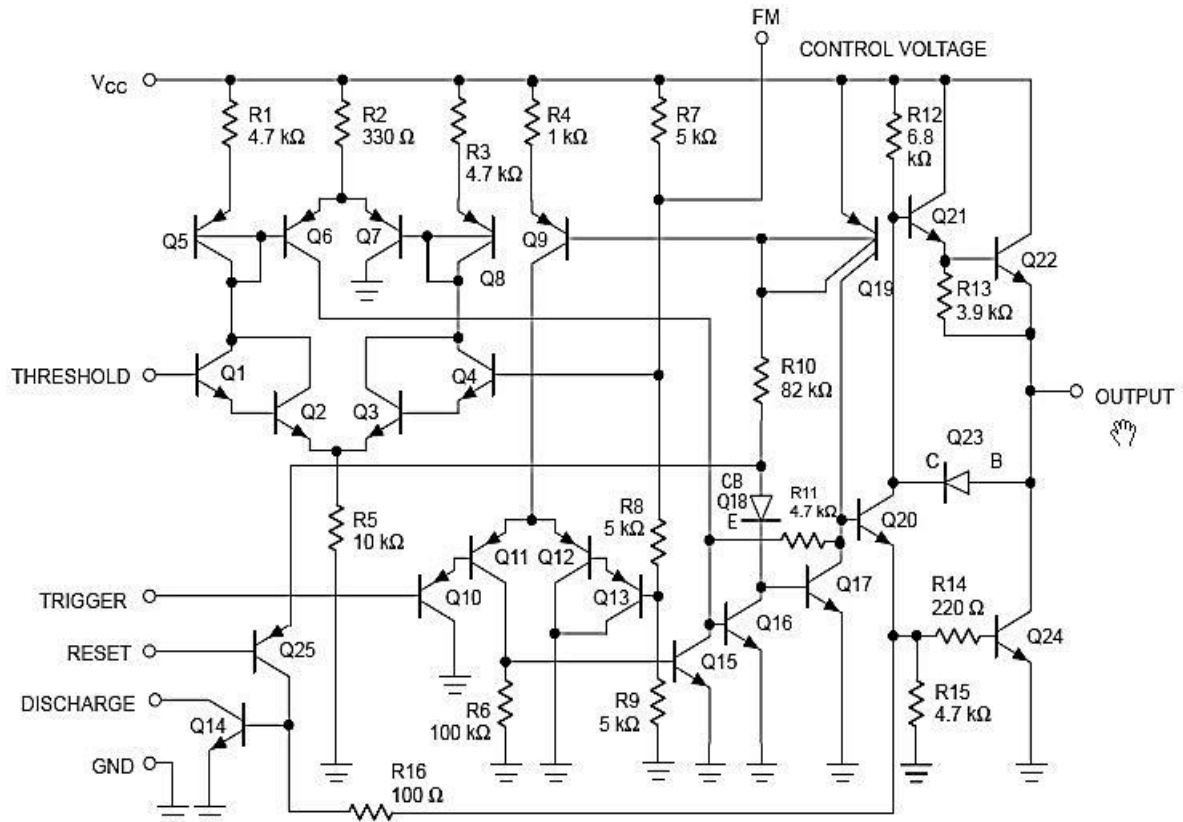 FM
CONTROL VOLTAGE
VCC
R1
4.7 kΩ
R2
330 Ω
R3
4.7 kΩ
R4
1 kΩ
R7
5 kΩ
R12
6.8
kΩ
Q5
Q6
Q7
Q8
Q9
Q19
Q21
Q22
R13
3.9 kΩ
THRESHOLD
Q1
Q2
Q3
Q4
R10
82 kΩ
OUTPUT
Q23
C
B
R5
10 kΩ
CB
Q18
E
R11
4.7 kΩ
Q20
R8
5 kΩ
Q11
Q12
TRIGGER
Q10
Q13
Q17
Q16
R14
220 Ω
Q24
RESET
Q25
Q15
DISCHARGE
Q14
R6
100 kΩ
R9
5 kΩ
R15
4.7 kΩ
GND
R16
100 Ω